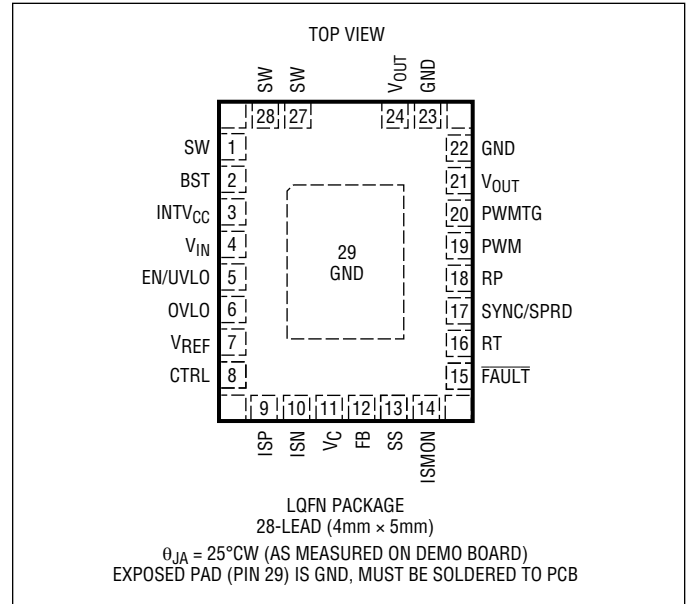 TOP VIEW
SW SW VOUT GND
28 27 24 23
SW 1 22 GND
BST 2 21 VOUT
INTVCC 3 20 PWMTG
VIN 4 19 PWM
29
GND
EN/UVLO 5 18 RP
OVLO 6 17 SYNC/SPRD
VREF 7 16 RT
CTRL 8 15 FAULT
9 10 11 12 13 14
ISP ISN VC FB SS ISMON
LQFN PACKAGE
28-LEAD (4mm × 5mm)
θJA = 25°CW (AS MEASURED ON DEMO BOARD)
EXPOSED PAD (PIN 29) IS GND, MUST BE SOLDERED TO PCB